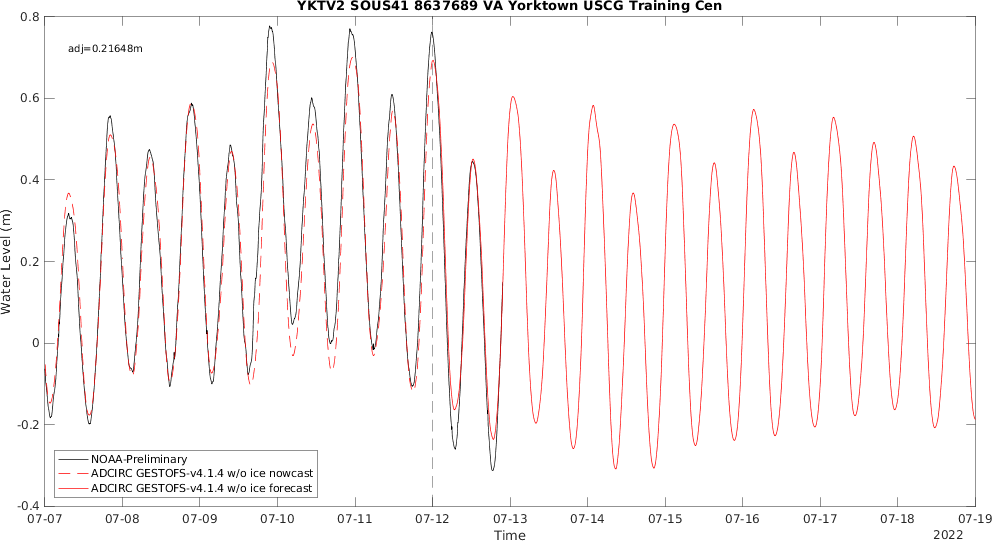 YKTV2 SOUS41 8637689 VA Yorktown USCG Training Cen
adj=0.21648m
0.8
0.6
0.4
0.2
0
-0.2
-0.4
Water Level (m)
NOAA-Preliminary
ADCIRC GESTOFS-v4.1.4 w/o ice nowcast
ADCIRC GESTOFS-v4.1.4 w/o ice forecast
07-07 07-08 07-09 07-10 07-11 07-12 07-13 07-14 07-15 07-16 07-17 07-18 07-19
Time
2022